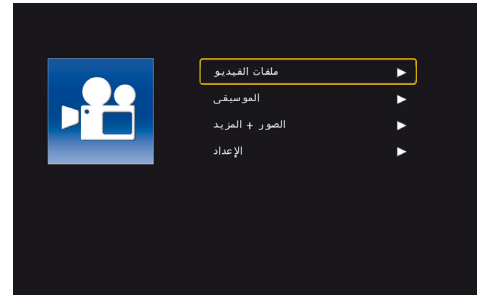 ملفات الفيديو
الموسيقى
الصور + المزيد
الإعداد